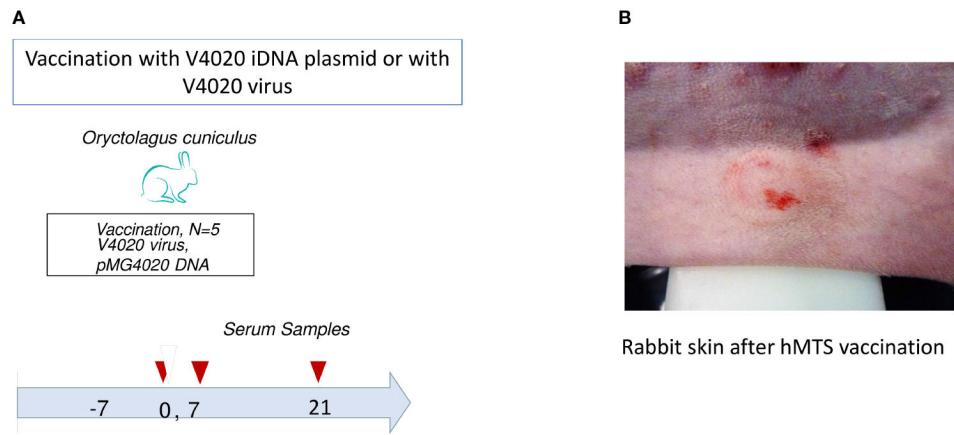 A
Vaccination with V4020 iDNA plasmid or with
V4020 virus
Oryctolagus cuniculus
Vaccination, N=5
V4020 virus,
pMG4020 DNA
Serum Samples
-7 0 , 7 21
B
Rabbit skin after hMTS vaccination